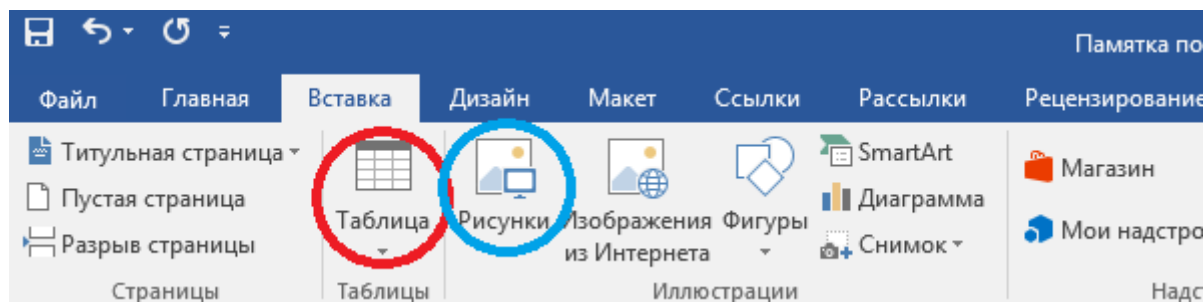 Памятка по
Файл Главная Вставка Дизайн Макет Ссылки Рассылки Рецензирование
Титульная страница
Пустая страница
Разрыв страницы
Таблица
Рисунки
Изображения
из Интернета
Фигуры
SmartArt
Диаграмма
Снимок
Магазин
Мои надстро
Страницы Таблицы Иллюстрации Надс